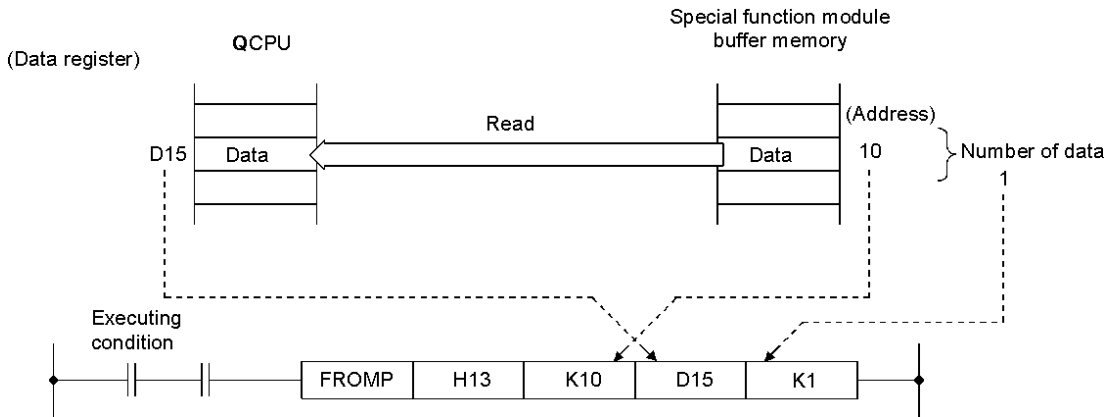 Special function module
buffer memory
QCPU
(Data register)
(Address)
Read
D15
Data
Data
10
Number of data
1
Executing
condition
FROMP
H13
K10
D15
K1